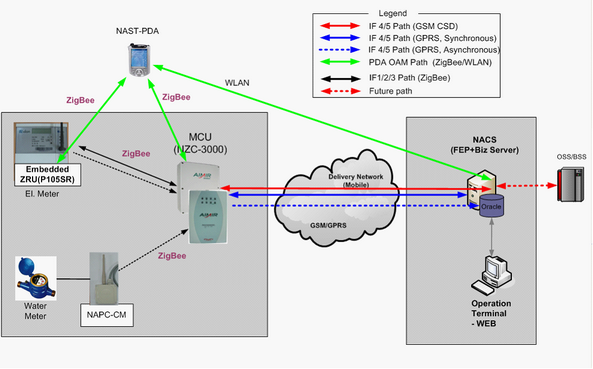 Legend
IF 4/5 Path (GSM CSD)
IF 4/5 Path (GPRS, Synchronous)
IF 4/5 Path (GPRS, Asynchronous)
PDA OAM Path (ZigBee/WLAN)
IF1/2/3 Path (ZigBee)
Future path
NAST-PDA
WLAN
ZigBee
ZigBee
MCU
(NZC-3000)
ZigBee
Embedded
ZRU(P105SR)
El. Meter
AIMIR
AIMIR
Delivery Network
(Mobile)
GSM/GPRS
NACS
(FEP+Biz Server)
OSS/BSS
Oracle
ZigBee
Water
Meter
NAPC-CM
Operation
Terminal
- WEB